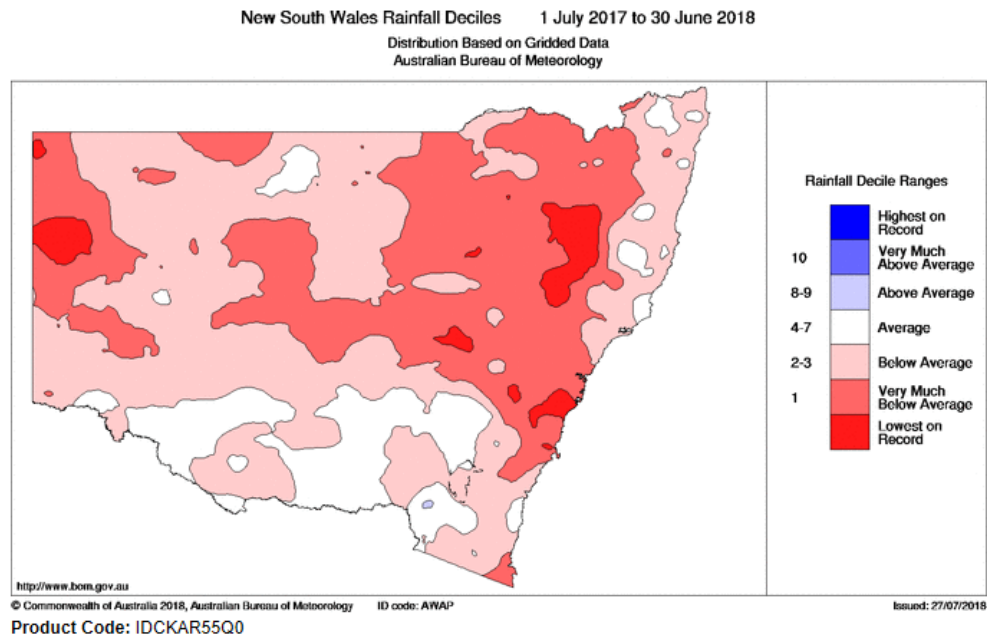 New South Wales Rainfall Deciles 1 July 2017 to 30 June 2018
Distribution Based on Gridded Data
Australian Bureau of Meteorology
Rainfall Decile Ranges
Highest on
Record
10 Very Much
Above Average
8-9 Above Average
4-7 Average
2-3 Below Average
1 Very Much
Below Average
Lowest on
Record
http://www.bom.gov.au
© Commonwealth of Australia 2018, Australian Bureau of Meteorology ID code: AWAP Issued: 27/07/2018
Product Code: IDCKAR55Q0